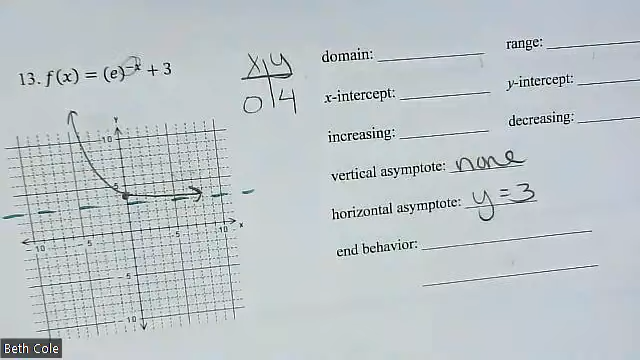 13. f(x) = (e)^-x + 3
x | y
0 | 4
domain:
range:
x-intercept:
y-intercept:
increasing:
decreasing:
vertical asymptote: none
horizontal asymptote: y = 3
end behavior:
y
10
5
-10
-5
10
x
-5
-10
Beth Cole